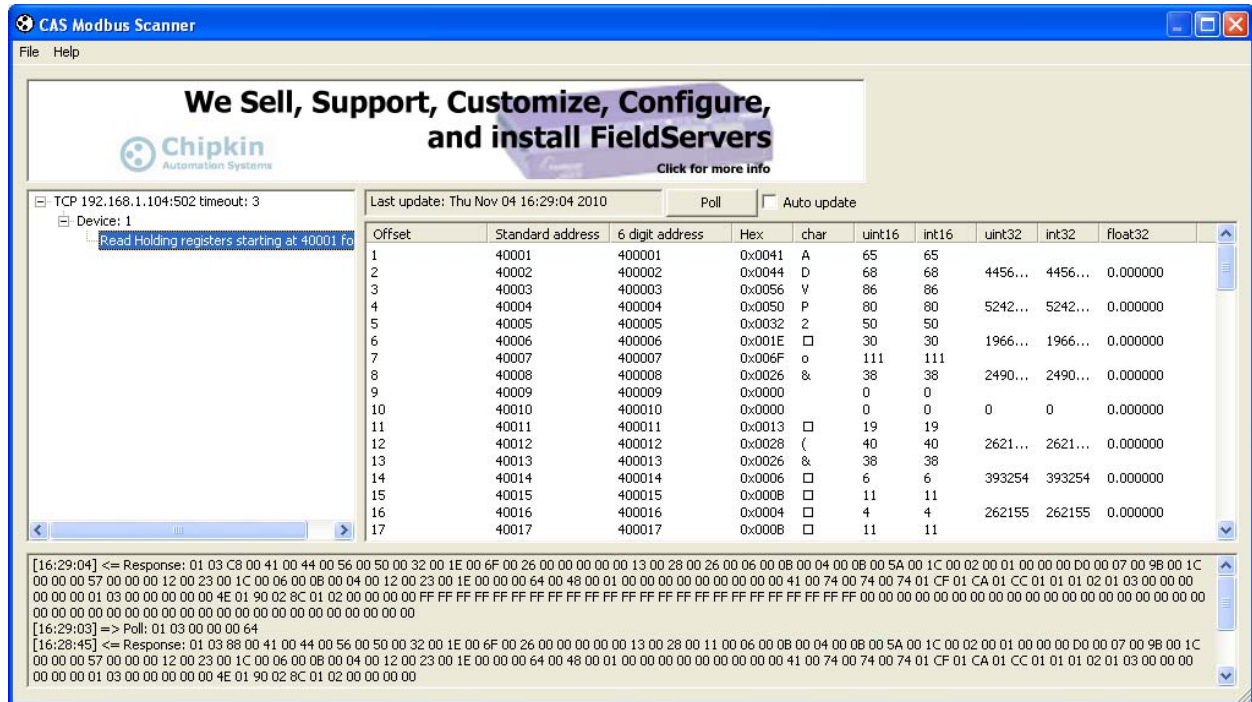 CAS Modbus Scanner
File Help
We Sell, Support, Customize, Configure,
and install FieldServers
Chipkin
Automation Systems
Click for more info
TCP 192.168.1.104:502 timeout: 3
Device: 1
Read Holding registers starting at 40001 fo
Last update: Thu Nov 04 16:29:04 2010 Poll Auto update
Offset Standard address 6 digit address Hex char uint16 int16 uint32 int32 float32
1 40001 400001 0x0041 A 65 65
2 40002 400002 0x0044 D 68 68 4456... 4456... 0.000000
3 40003 400003 0x0056 V 86 86
4 40004 400004 0x0050 P 80 80 5242... 5242... 0.000000
5 40005 400005 0x0032 2 50 50
6 40006 400006 0x001E □ 30 30 1966... 1966... 0.000000
7 40007 400007 0x006F o 111 111
8 40008 400008 0x0026 & 38 38 2490... 2490... 0.000000
9 40009 400009 0x0000 0 0
10 40010 400010 0x0000 0 0 0 0 0.000000
11 40011 400011 0x0013 □ 19 19
12 40012 400012 0x0028 ( 40 40 2621... 2621... 0.000000
13 40013 400013 0x0026 & 38 38
14 40014 400014 0x0006 □ 6 6 393254 393254 0.000000
15 40015 400015 0x000B □ 11 11
16 40016 400016 0x0004 □ 4 4 262155 262155 0.000000
17 40017 400017 0x000B □ 11 11
[16:29:04] <= Response: 01 03 C8 00 41 00 44 00 56 00 50 00 32 00 1E 00 6F 00 26 00 00 00 00 00 13 00 28 00 26 00 06 00 0B 00 04 00 0B 00 5A 00 1C 00 02 00 01 00 00 00 D0 00 07 00 9B 00 1C
00 00 00 57 00 00 00 12 00 23 00 1C 00 06 00 0B 00 04 00 12 00 23 00 1E 00 00 00 64 00 48 00 01 00 00 00 00 00 00 00 00 00 41 00 74 00 74 00 74 01 CF 01 CA 01 CC 01 01 01 02 01 03 00 00 00
00 00 00 01 03 00 00 00 00 00 4E 01 90 02 8C 01 02 00 00 00 00 FF FF FF FF FF FF FF FF FF FF FF FF FF FF FF FF FF FF FF FF FF FF FF FF FF FF FF FF FF FF 00 00 00 00 00 00 00 00 00 00 00 00 00 00 00 00 00 00 00
00 00 00 00 00 00 00 00 00 00 00 00 00 00 00 00 00 00 00 00
[16:29:03] => Poll: 01 03 00 00 00 64
[16:28:45] <= Response: 01 03 88 00 41 00 44 00 56 00 50 00 32 00 1E 00 6F 00 26 00 00 00 00 00 13 00 28 00 11 00 06 00 0B 00 04 00 0B 00 5A 00 1C 00 02 00 01 00 00 00 D0 00 07 00 9B 00 1C
00 00 00 57 00 00 00 12 00 23 00 1C 00 06 00 0B 00 04 00 12 00 23 00 1E 00 00 00 64 00 48 00 01 00 00 00 00 00 00 00 00 00 41 00 74 00 74 00 74 01 CF 01 CA 01 CC 01 01 01 02 01 03 00 00 00
00 00 00 01 03 00 00 00 00 00 4E 01 90 02 8C 01 02 00 00 00 00